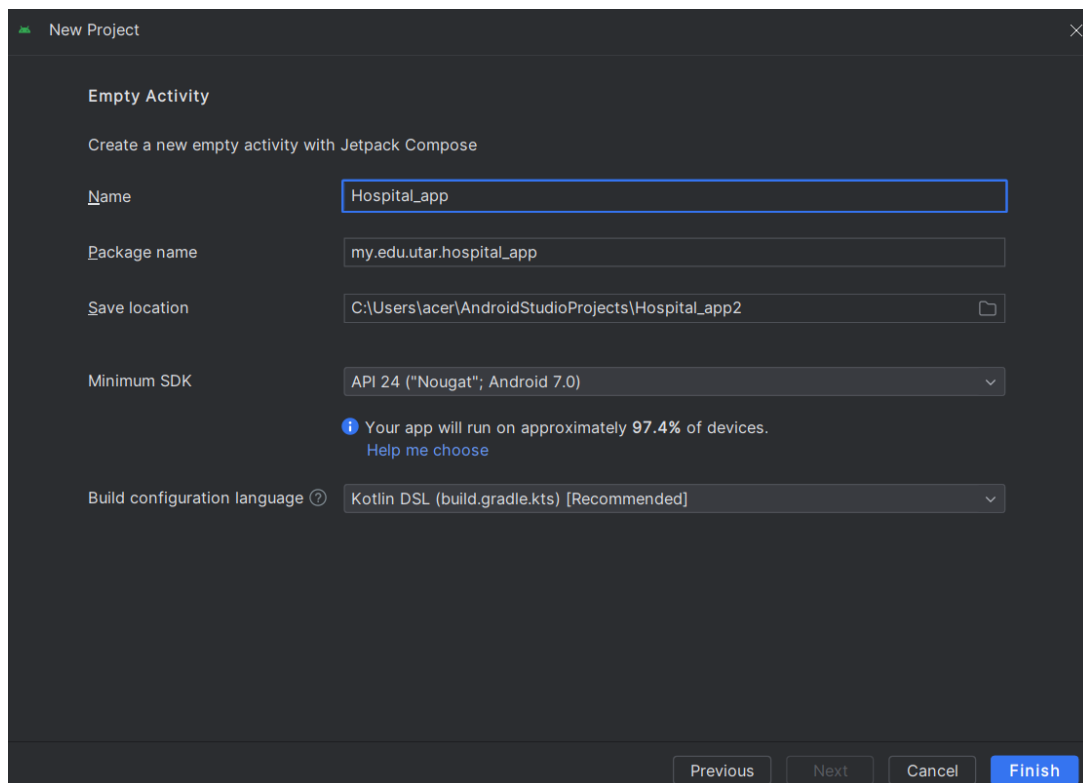 New Project
Empty Activity
Create a new empty activity with Jetpack Compose
Name Hospital_app
Package name my.edu.utar.hospital_app
Save location C:\Users\acer\AndroidStudioProjects\Hospital_app2
Minimum SDK API 24 ("Nougat"; Android 7.0)
Your app will run on approximately 97.4% of devices.
Help me choose
Build configuration language Kotlin DSL (build.gradle.kts) [Recommended]
Previous Next Cancel Finish